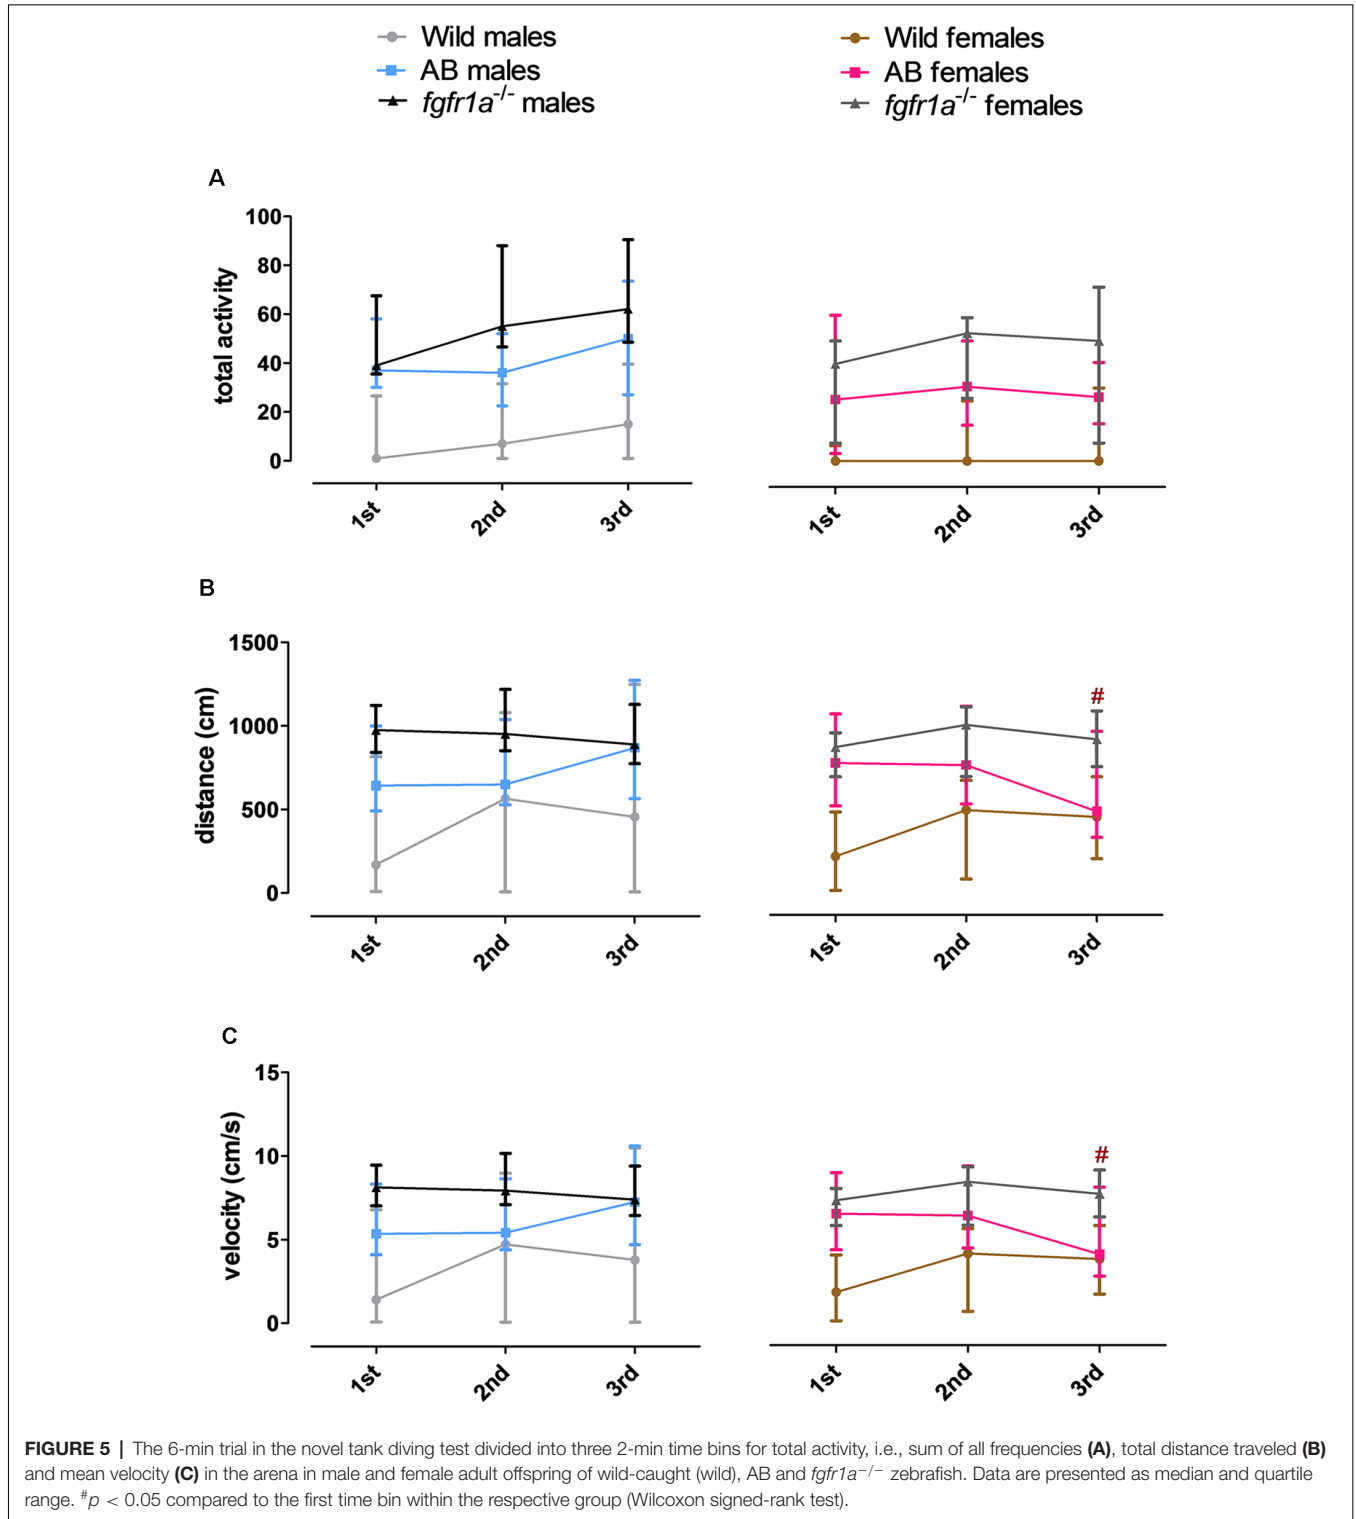 Wild males
AB males
fgfr1a-/- males
Wild females
AB females
fgfr1a-/- females
A
total activity
100
80
60
40
20
0
1st
2nd
3rd
1st
2nd
3rd
B
distance (cm)
1500
1000
500
0
1st
2nd
3rd
#
1st
2nd
3rd
C
velocity (cm/s)
15
10
5
0
1st
2nd
3rd
#
1st
2nd
3rd
FIGURE 5 | The 6-min trial in the novel tank diving test divided into three 2-min time bins for total activity, i.e., sum of all frequencies (A), total distance traveled (B)
and mean velocity (C) in the arena in male and female adult offspring of wild-caught (wild), AB and fgfr1a−/− zebrafish. Data are presented as median and quartile
range. #p < 0.05 compared to the first time bin within the respective group (Wilcoxon signed-rank test).